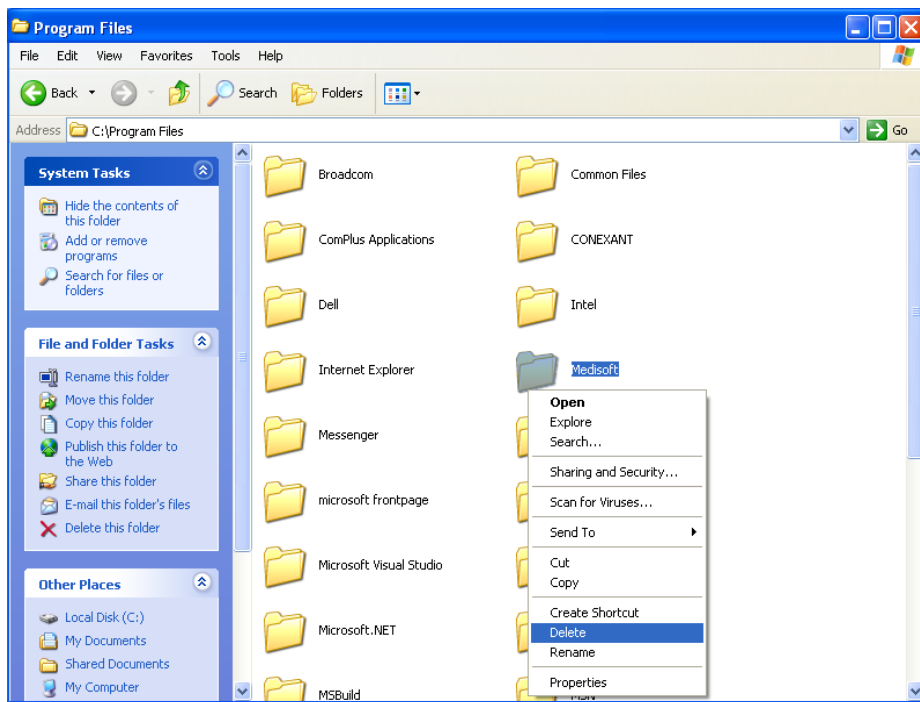 Program Files
File Edit View Favorites Tools Help
Back Search Folders
Address C:\Program Files Go
System Tasks
Hide the contents of
this folder
Add or remove
programs
Search for files or
folders
File and Folder Tasks
Rename this folder
Move this folder
Copy this folder
Publish this folder to
the Web
Share this folder
E-mail this folder's files
Delete this folder
Other Places
Local Disk (C:)
My Documents
Shared Documents
My Computer
Broadcom
Common Files
ComPlus Applications
CONEXANT
Dell
Intel
Internet Explorer
Medisoft
Messenger
microsoft frontpage
Microsoft Visual Studio
Microsoft.NET
MSBuild
MSN
Open
Explore
Search...
Sharing and Security...
Scan for Viruses...
Send To
Cut
Copy
Create Shortcut
Delete
Rename
Properties